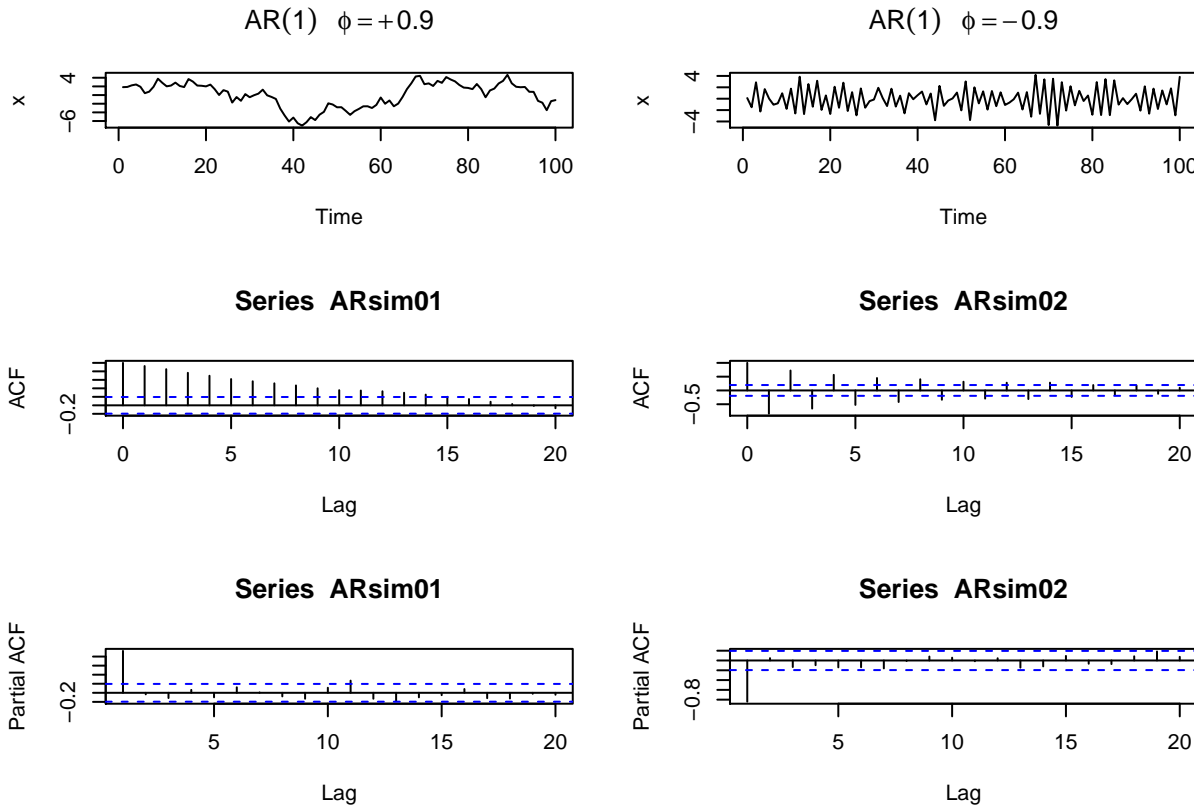 AR(1) ϕ = +0.9
x
4
−6
0 20 40 60 80 100
Time
AR(1) ϕ = −0.9
x
4
−4
0 20 40 60 80 100
Time
Series ARsim01
ACF
−0.2
0 5 10 15 20
Lag
Series ARsim02
ACF
−0.5
0 5 10 15 20
Lag
Series ARsim01
Partial ACF
−0.2
5 10 15 20
Lag
Series ARsim02
Partial ACF
−0.8
5 10 15 20
Lag